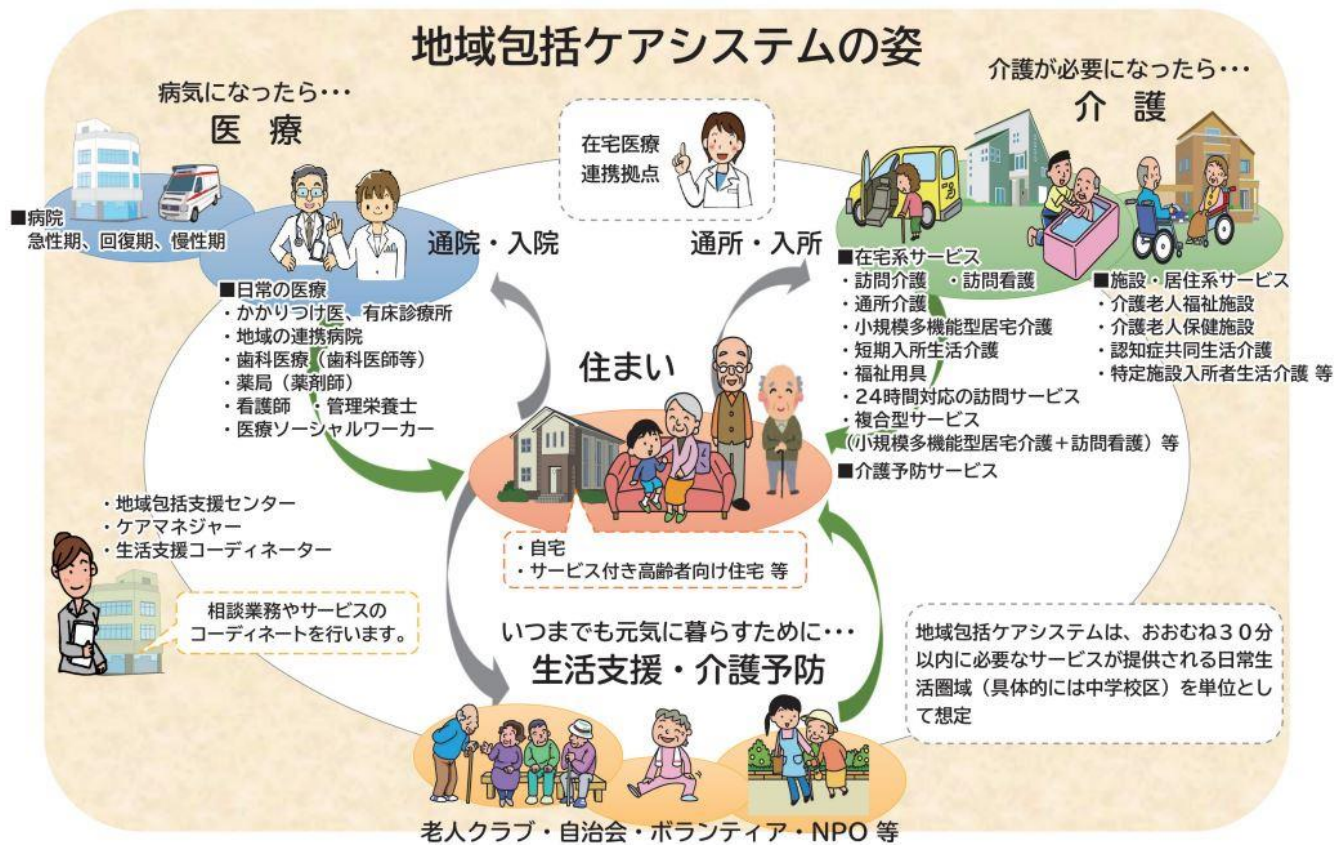 地域包括ケアシステムの姿
病気になったら･･･
医 療
■病院
急性期、回復期、慢性期
■日常の医療
・かかりつけ医、有床診療所
・地域の連携病院
・歯科医療（歯科医師等）
・薬局（薬剤師）
・看護師 ・管理栄養士
・医療ソーシャルワーカー
通院・入院
在宅医療
連携拠点
通所・入所
介護が必要になったら･･･
介 護
■在宅系サービス
・訪問介護 ・訪問看護
・通所介護
・小規模多機能型居宅介護
・短期入所生活介護
・福祉用具
・24時間対応の訪問サービス
・複合型サービス
（小規模多機能型居宅介護＋訪問看護）等
■介護予防サービス
■施設・居住系サービス
・介護老人福祉施設
・介護老人保健施設
・認知症共同生活介護
・特定施設入所者生活介護 等
住まい
・自宅
・サービス付き高齢者向け住宅 等
・地域包括支援センター
・ケアマネジャー
・生活支援コーディネーター
相談業務やサービスの
コーディネートを行います。
いつまでも元気に暮らすために･･･
生活支援・介護予防
老人クラブ・自治会・ボランティア・NPO 等
地域包括ケアシステムは、おおむね３０分
以内に必要なサービスが提供される日常生
活圏域（具体的には中学校区）を単位とし
て想定